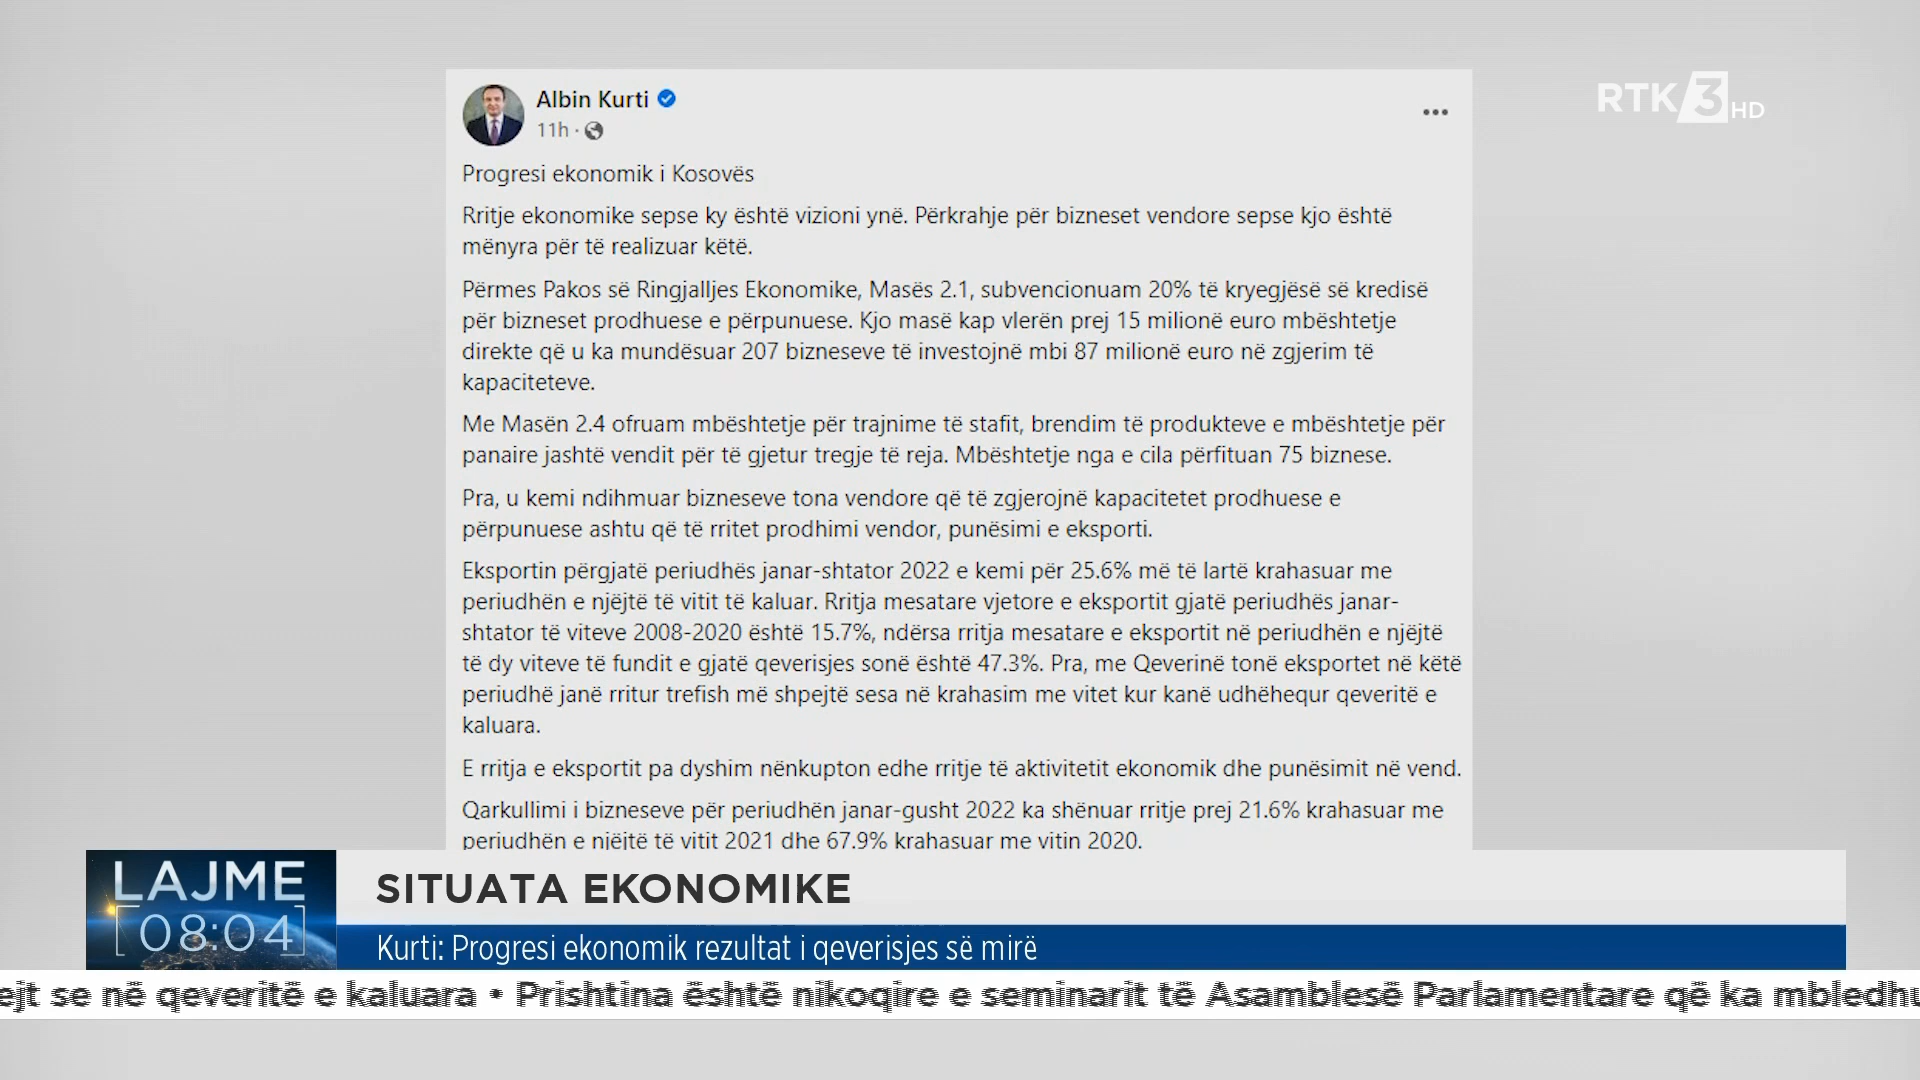 Albin Kurti
11h ·
RTK 3 HD
Progresi ekonomik i Kosovës
Rritje ekonomike sepse ky është vizioni ynë. Përkrahje për bizneset vendore sepse kjo është
mënyra për të realizuar këtë.
Përmes Pakos së Ringjalljes Ekonomike, Masës 2.1, subvencionuam 20% të kryegjësë së kredisë
për bizneset prodhuese e përpunuese. Kjo masë kap vlerën prej 15 milionë euro mbështetje
direkte që u ka mundësuar 207 bizneseve të investojnë mbi 87 milionë euro në zgjerim të
kapaciteteve.
Me Masën 2.4 ofruam mbështetje për trajnime të stafit, brendim të produkteve e mbështetje për
panaire jashtë vendit për të gjetur tregje të reja. Mbështetje nga e cila përfituan 75 biznese.
Pra, u kemi ndihmuar bizneseve tona vendore që të zgjerojnë kapacitetet prodhuese e
përpunuese ashtu që të rritet prodhimi vendor, punësimi e eksporti.
Eksportin përgjatë periudhës janar-shtator 2022 e kemi për 25.6% më të lartë krahasuar me
periudhën e njëjtë të vitit të kaluar. Rritja mesatare vjetore e eksportit gjatë periudhës janar-
shtator të viteve 2008-2020 është 15.7%, ndërsa rritja mesatare e eksportit në periudhën e njëjtë
të dy viteve të fundit e gjatë qeverisjes sonë është 47.3%. Pra, me Qeverinë tonë eksportet në këtë
periudhë janë rritur trefish më shpejtë sesa në krahasim me vitet kur kanë udhëhequr qeveritë e
kaluara.
E rritja e eksportit pa dyshim nënkupton edhe rritje të aktivitetit ekonomik dhe punësimit në vend.
Qarkullimi i bizneseve për periudhën janar-gusht 2022 ka shënuar rritje prej 21.6% krahasuar me
periudhën e njëjtë të vitit 2021 dhe 67.9% krahasuar me vitin 2020.
LAJME
08:04
SITUATA EKONOMIKE
Kurti: Progresi ekonomik rezultat i qeverisjes së mirë
ejt se në qeveritë e kaluara • Prishtina është nikoqire e seminarit të Asamblesë Parlamentare që ka mbledhu